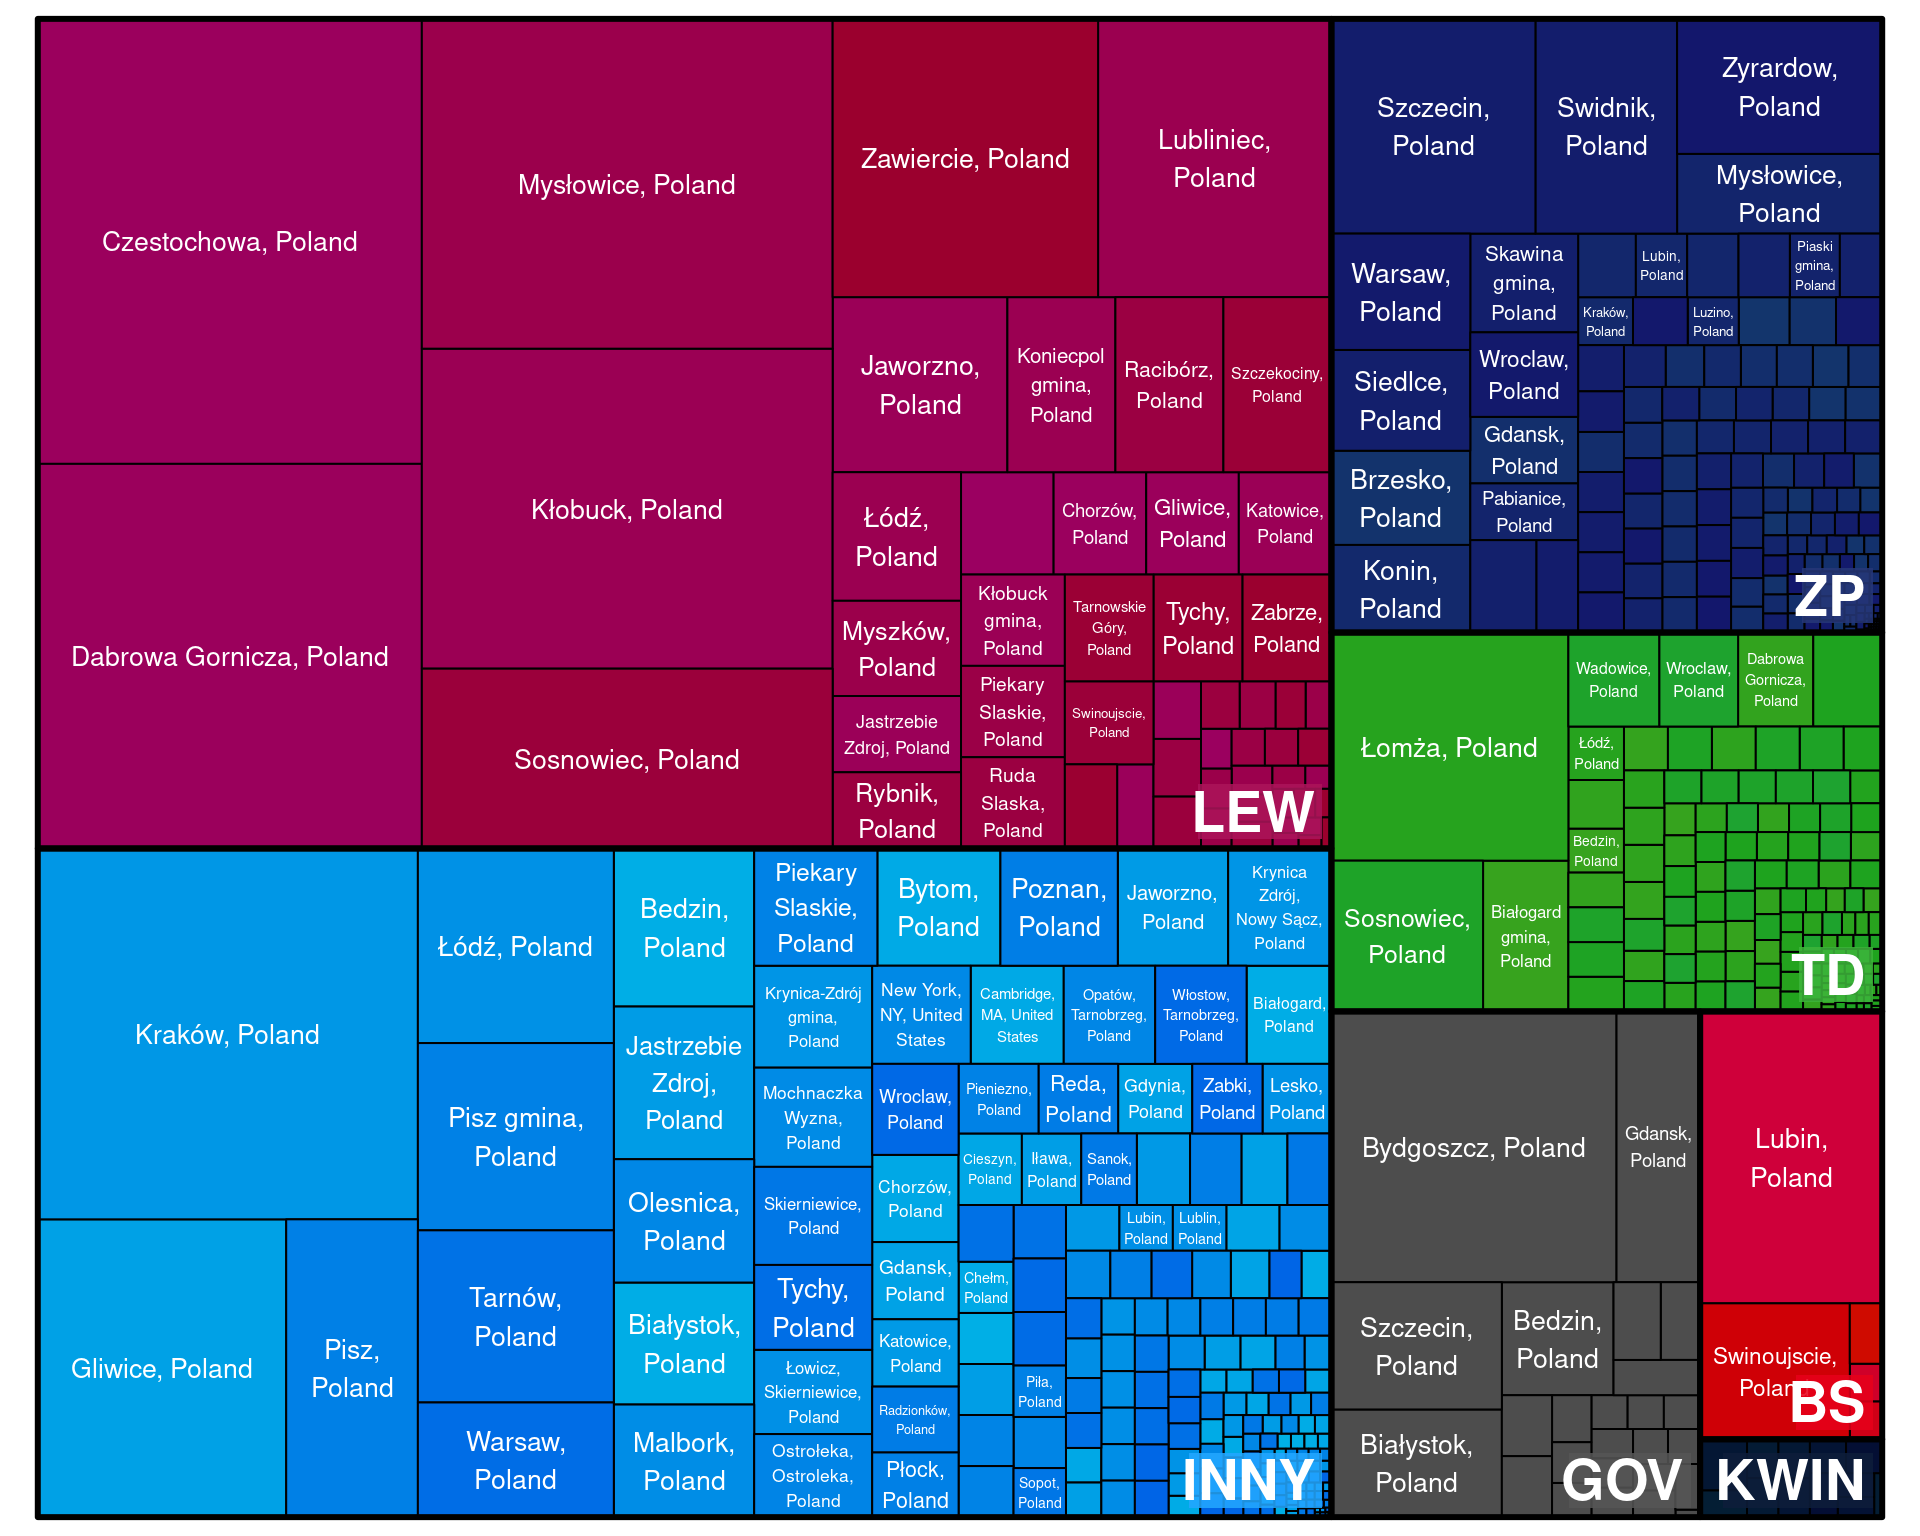 Czestochowa, Poland
Dabrowa Gornicza, Poland
Mysłowice, Poland
Kłobuck, Poland
Sosnowiec, Poland
Zawiercie, Poland
Lubliniec,
Poland
Jaworzno,
Poland
Koniecpol
gmina,
Poland
Racibórz,
Poland
Szczekociny,
Poland
Łódź,
Poland
Myszków,
Poland
Jastrzebie
Zdroj, Poland
Rybnik,
Poland
Chorzów,
Poland
Gliwice,
Poland
Katowice,
Poland
Kłobuck
gmina,
Poland
Piekary
Slaskie,
Poland
Ruda
Slaska,
Poland
Tarnowskie
Góry,
Poland
Tychy,
Poland
Zabrze,
Poland
Swinoujscie,
Poland
LEW
Szczecin,
Poland
Swidnik,
Poland
Zyrardow,
Poland
Mysłowice,
Poland
Warsaw,
Poland
Siedlce,
Poland
Brzesko,
Poland
Konin,
Poland
Skawina
gmina,
Poland
Wroclaw,
Poland
Gdansk,
Poland
Pabianice,
Poland
Lubin,
Poland
Piaski
gmina,
Poland
Kraków,
Poland
Luzino,
Poland
ZP
Łomża, Poland
Sosnowiec,
Poland
Białogard
gmina,
Poland
Wadowice,
Poland
Wroclaw,
Poland
Dabrowa
Gornicza,
Poland
Łódź,
Poland
Bedzin,
Poland
TD
Kraków, Poland
Gliwice, Poland
Pisz,
Poland
Łódź, Poland
Pisz gmina,
Poland
Tarnów,
Poland
Warsaw,
Poland
Bedzin,
Poland
Jastrzebie
Zdroj,
Poland
Olesnica,
Poland
Białystok,
Poland
Malbork,
Poland
Piekary
Slaskie,
Poland
Bytom,
Poland
Poznan,
Poland
Jaworzno,
Poland
Krynica
Zdrój,
Nowy Sącz,
Poland
Krynica-Zdrój
gmina,
Poland
Mochnaczka
Wyzna,
Poland
Skierniewice,
Poland
Tychy,
Poland
Łowicz,
Skierniewice,
Poland
Ostrołeka,
Ostroleka,
Poland
New York,
NY, United
States
Cambridge,
MA, United
States
Opatów,
Tarnobrzeg,
Poland
Włostow,
Tarnobrzeg,
Poland
Białogard,
Poland
Wroclaw,
Poland
Chorzów,
Poland
Gdansk,
Poland
Katowice,
Poland
Radzionków,
Poland
Płock,
Poland
Pieniezno,
Poland
Reda,
Poland
Gdynia,
Poland
Zabki,
Poland
Lesko,
Poland
Cieszyn,
Poland
Iława,
Poland
Sanok,
Poland
Lubin,
Poland
Lublin,
Poland
Chełm,
Poland
Piła,
Poland
Sopot,
Poland
INNY
Bydgoszcz, Poland
Gdansk,
Poland
Szczecin,
Poland
Białystok,
Poland
Bedzin,
Poland
GOV
Lubin,
Poland
Swinoujscie,
Poland
BS
KWIN